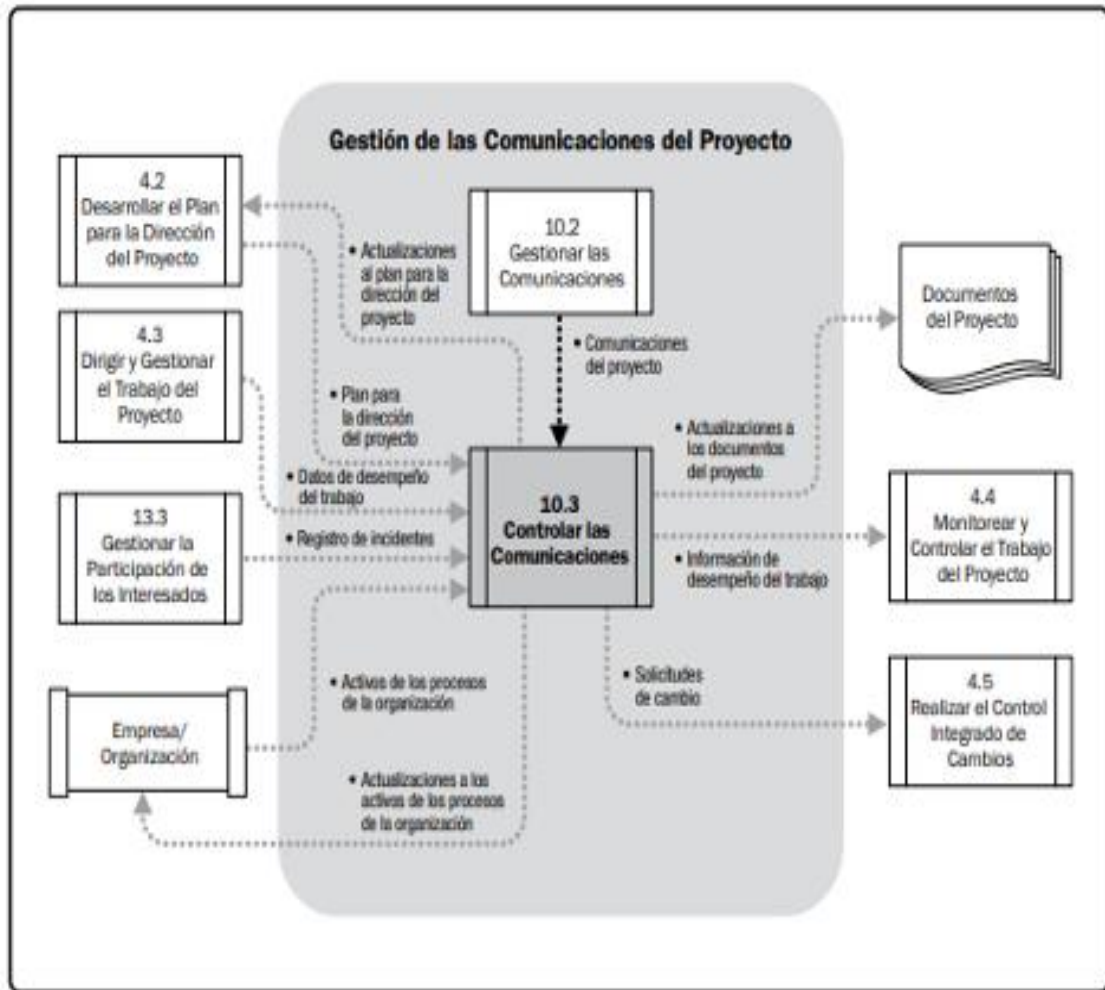 Gestión de las Comunicaciones del Proyecto
4.2
Desarrollar el Plan
para la Dirección
del Proyecto
10.2
Gestionar las
Comunicaciones
• Actualizaciones
al plan para la
dirección del
proyecto
Documentos
del Proyecto
4.3
Dirigir y Gestionar
el Trabajo del
Proyecto
• Comunicaciones
del proyecto
• Plan para
la dirección
del proyecto
• Actualizaciones a
los documentos
del proyecto
• Datos de desempeño
del trabajo
10.3
Controlar las
Comunicaciones
4.4
Monitorear y
Controlar el Trabajo
del Proyecto
13.3
Gestionar la
Participación de
los Interesados
• Registro de incidentes
• Información de
desempeño del trabajo
• Activos de los procesos
de la organización
• Solicitudes
de cambio
4.5
Realizar el Control
Integrado de
Cambios
Empresa/
Organización
• Actualizaciones a los
activos de los procesos
de la organización